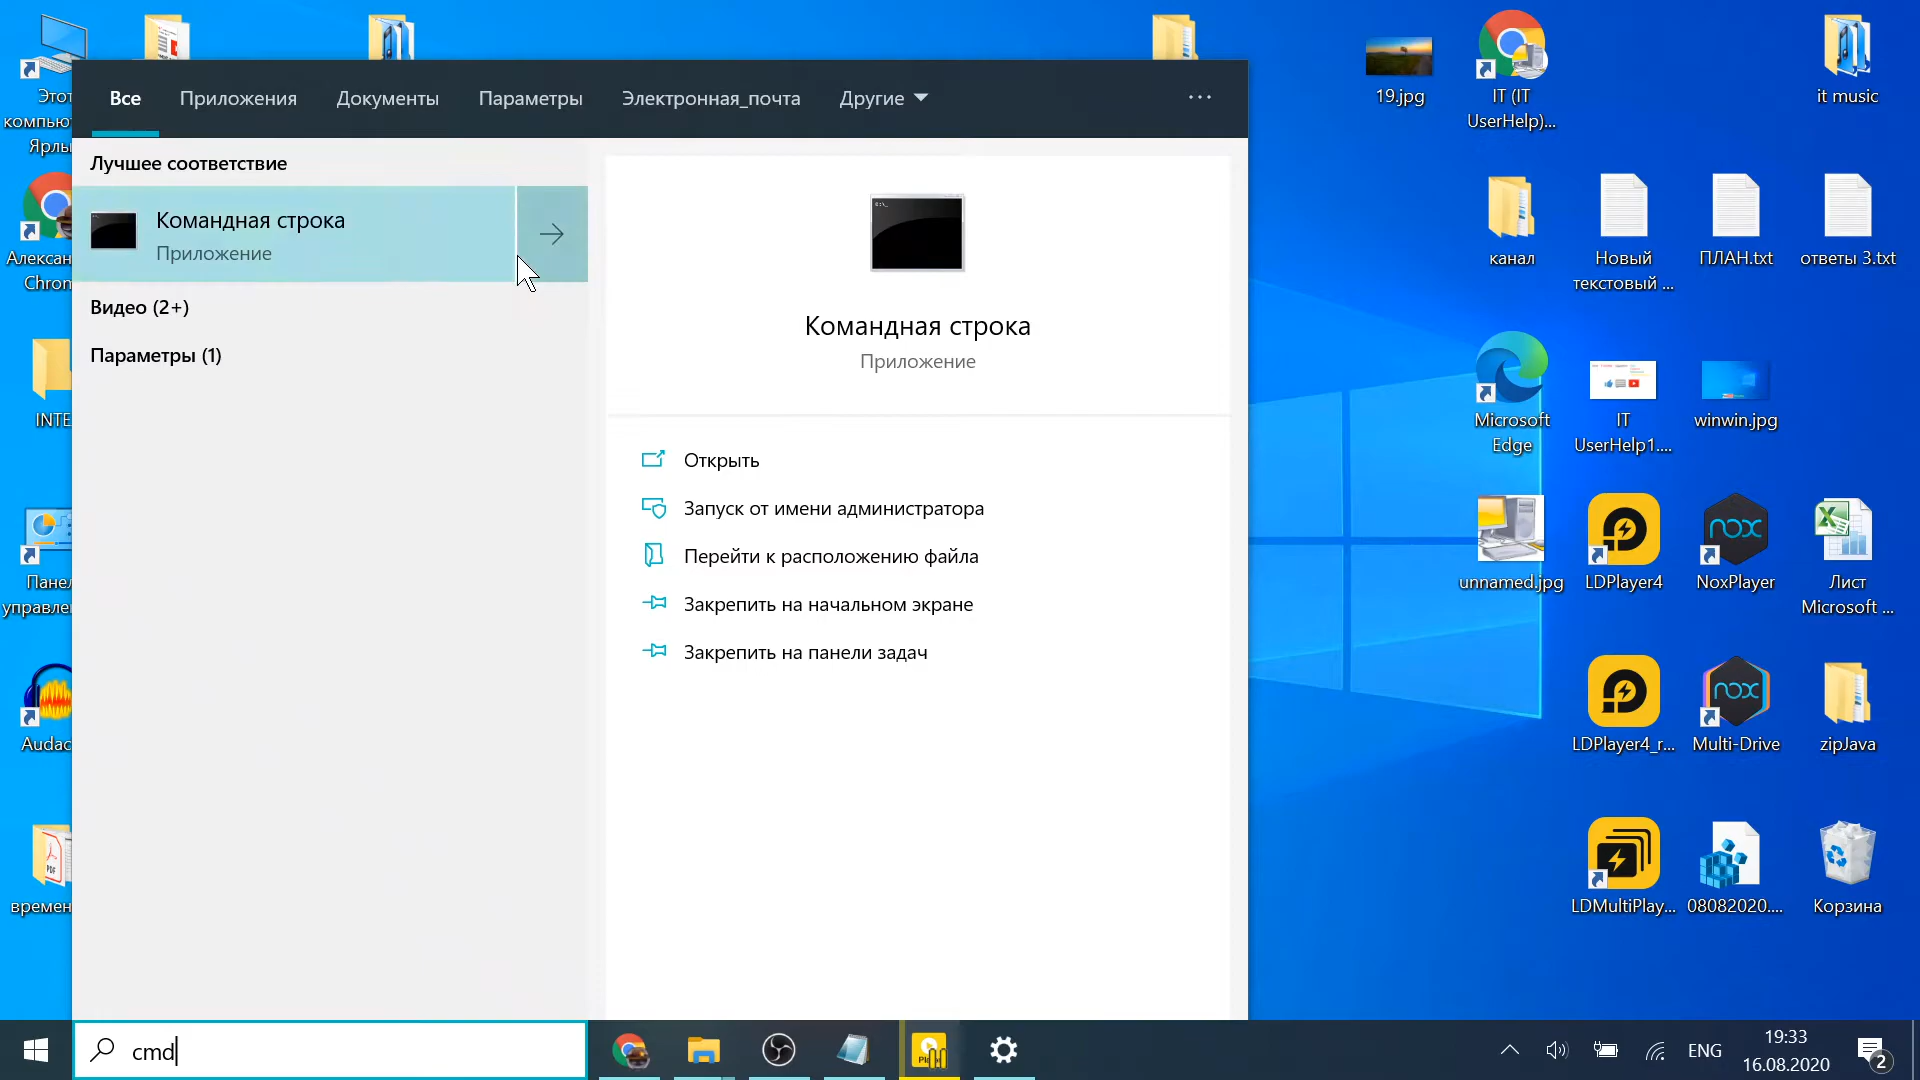 Все
Приложения
Документы
Параметры
Электронная_почта
Другие
Лучшее соответствие
Командная строка
Приложение
Видео (2+)
Параметры (1)
Командная строка
Приложение
Открыть
Запуск от имени администратора
Перейти к расположению файла
Закрепить на начальном экране
Закрепить на панели задач
Этот
компью
Ярлы
Алексан
Chrom
INTE
Панел
управле
Audac
времен
19.jpg
IT (IT
UserHelp)...
it music
канал
Новый
текстовый ...
ПЛАН.txt
ответы 3.txt
Microsoft
Edge
IT
UserHelp1....
winwin.jpg
unnamed.jpg
LDPlayer4
nox
NoxPlayer
Лист
Microsoft ...
LDPlayer4_r...
nox
Multi-Drive
zipJava
LDMultiPlay...
08082020....
Корзина
cmd
ENG
19:33
16.08.2020
2